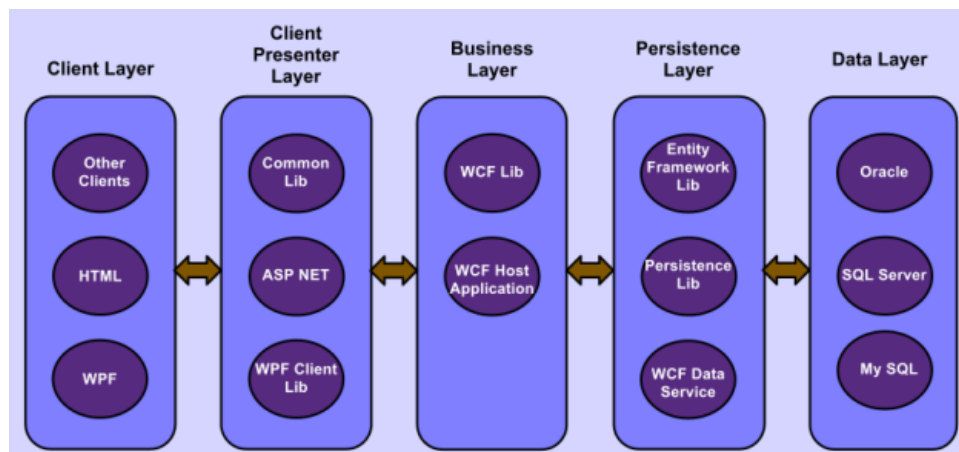 Client Layer
Client
Presenter
Layer
Business
Layer
Persistence
Layer
Data Layer
Other
Clients
HTML
WPF
Common
Lib
ASP NET
WPF Client
Lib
WCF Lib
WCF Host
Application
Entity
Framework
Lib
Persistence
Lib
WCF Data
Service
Oracle
SQL Server
My SQL